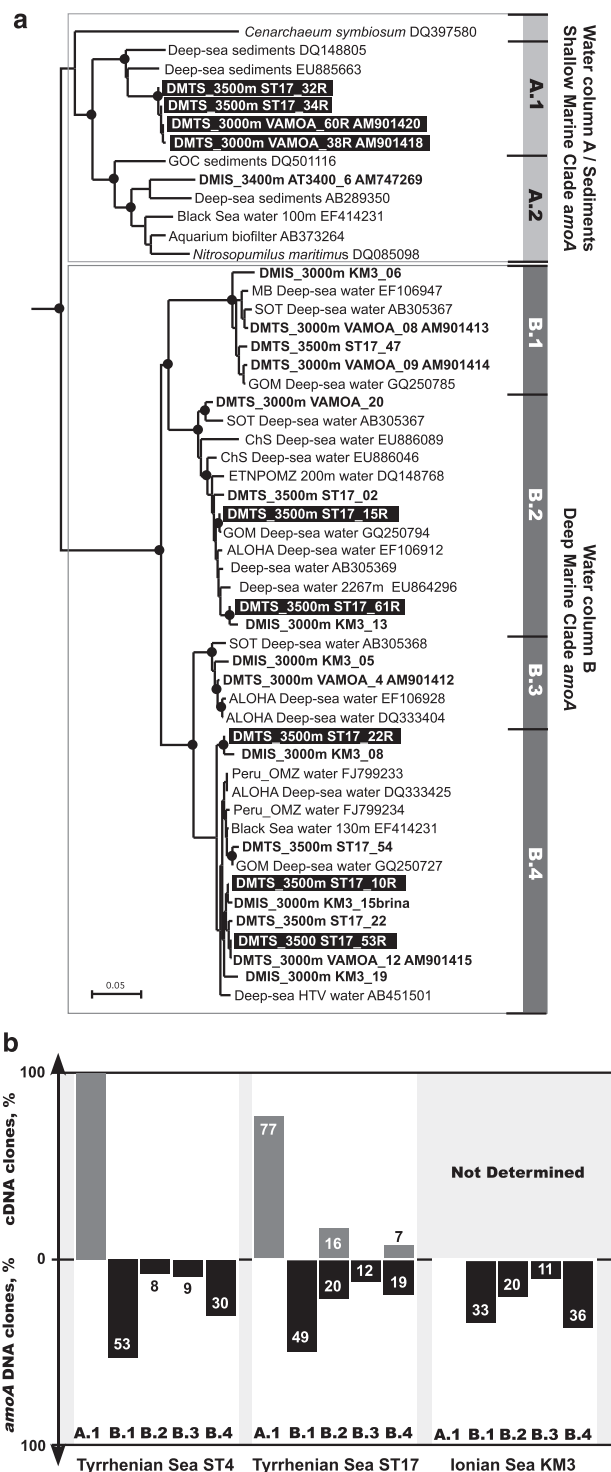 a
Cenarchaeum symbiosum DQ397580
Deep-sea sediments DQ148805
Deep-sea sediments EU885663
DMTS_3500m ST17_32R
DMTS_3500m ST17_34R
DMTS_3000m VAMOA_60R AM901420
DMTS_3000m VAMOA_38R AM901418
GOC sediments DQ501116
DMIS_3400m AT3400_6 AM747269
Deep-sea sediments AB289350
Black Sea water 100m EF414231
Aquarium biofilter AB373264
Nitrosopumilus maritimus DQ085098
A.1
A.2
Water column A / Sediments
Shallow Marine Clade amoA
DMIS_3000m KM3_06
MB Deep-sea water EF106947
SOT Deep-sea water AB305367
DMTS_3000m VAMOA_08 AM901413
DMTS_3500m ST17_47
DMTS_3000m VAMOA_09 AM901414
GOM Deep-sea water GQ250785
DMTS_3000m VAMOA_20
SOT Deep-sea water AB305367
ChS Deep-sea water EU886089
ChS Deep-sea water EU886046
ETNPOMZ 200m water DQ148768
DMTS_3500m ST17_02
DMTS_3500m ST17_15R
GOM Deep-sea water GQ250794
ALOHA Deep-sea water EF106912
Deep-sea water AB305369
Deep-sea water 2267m EU864296
DMTS_3500m ST17_61R
DMIS_3000m KM3_13
SOT Deep-sea water AB305368
DMIS_3000m KM3_05
DMTS_3000m VAMOA_4 AM901412
ALOHA Deep-sea water EF106928
ALOHA Deep-sea water DQ333404
DMTS_3500m ST17_22R
DMIS_3000m KM3_08
Peru_OMZ water FJ799233
ALOHA Deep-sea water DQ333425
Peru_OMZ water FJ799234
Black Sea water 130m EF414231
DMTS_3500m ST17_54
GOM Deep-sea water GQ250727
DMTS_3500m ST17_10R
DMIS_3000m KM3_15brina
DMTS_3500m ST17_22
DMTS_3500 ST17_53R
DMTS_3000m VAMOA_12 AM901415
DMIS_3000m KM3_19
Deep-sea HTV water AB451501
0.05
B.1
B.2
B.3
B.4
Water column B
Deep Marine Clade amoA
b
100
0
100
cDNA clones, %
amoA DNA clones, %
77
16
7
Not Determined
53
8
9
30
49
20
12
19
33
20
11
36
A.1 B.1 B.2 B.3 B.4
A.1 B.1 B.2 B.3 B.4
A.1 B.1 B.2 B.3 B.4
Tyrrhenian Sea ST4
Tyrrhenian Sea ST17
Ionian Sea KM3